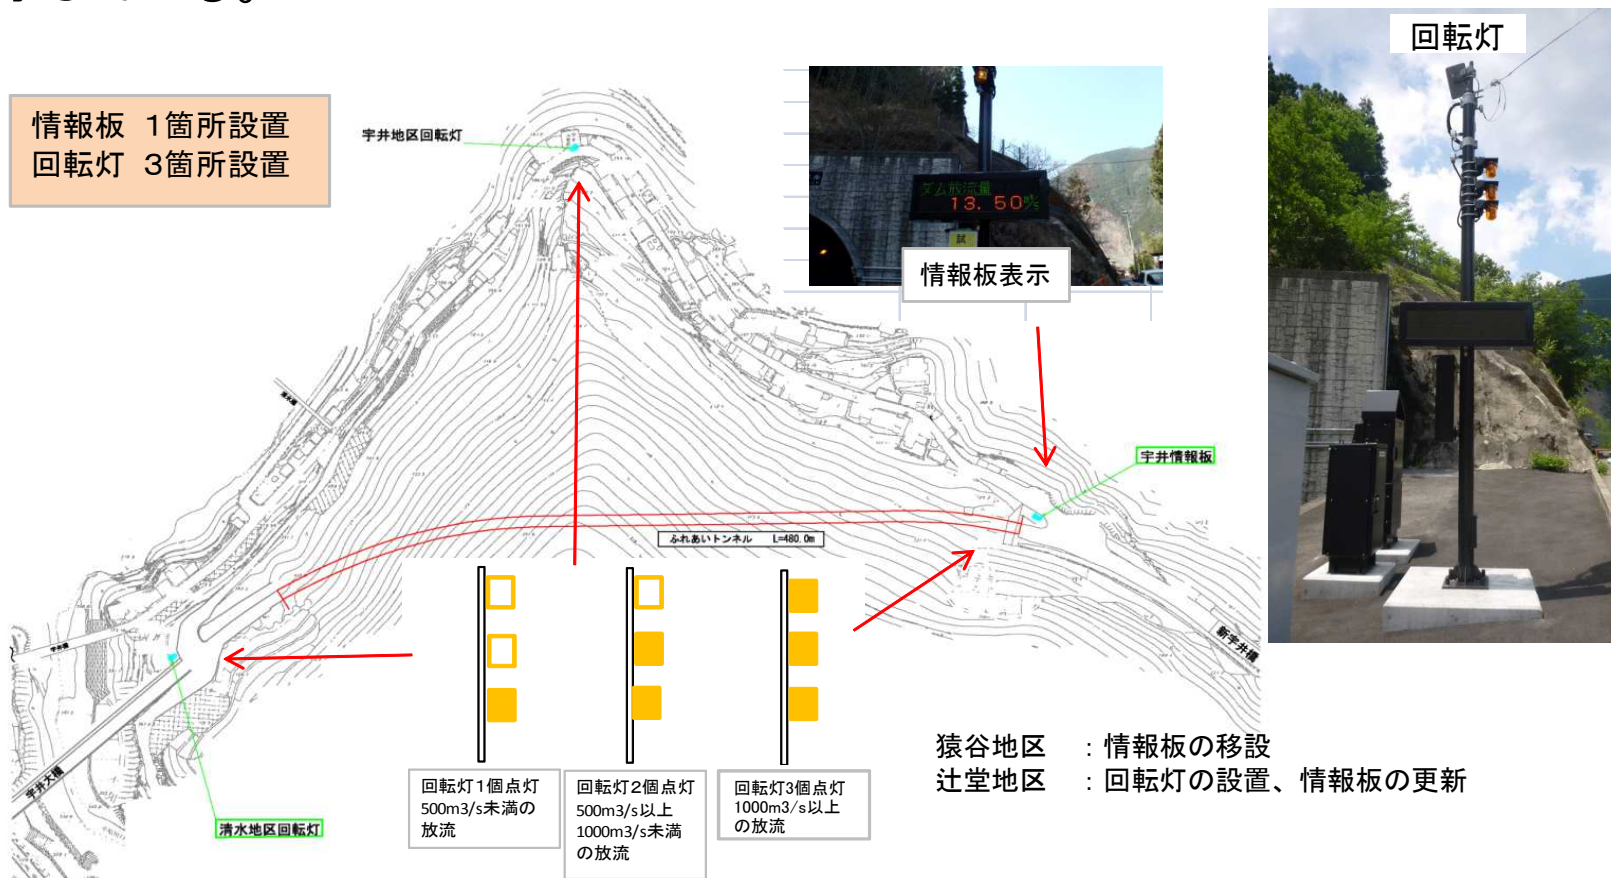 情報板 1箇所設置
回転灯 3箇所設置
宇井地区回転灯
ダム放流量
13.50
試
情報板表示
回転灯
宇井情報板
ふれあいトンネル L=480.0m
新宇井橋
宇井大橋
清水地区回転灯
回転灯1個点灯
500m3/s未満の
放流
回転灯2個点灯
500m3/s以上
1000m3/s未満
の放流
回転灯3個点灯
1000m3/s以上
の放流
猿谷地区 :情報板の移設
辻堂地区 :回転灯の設置、情報板の更新